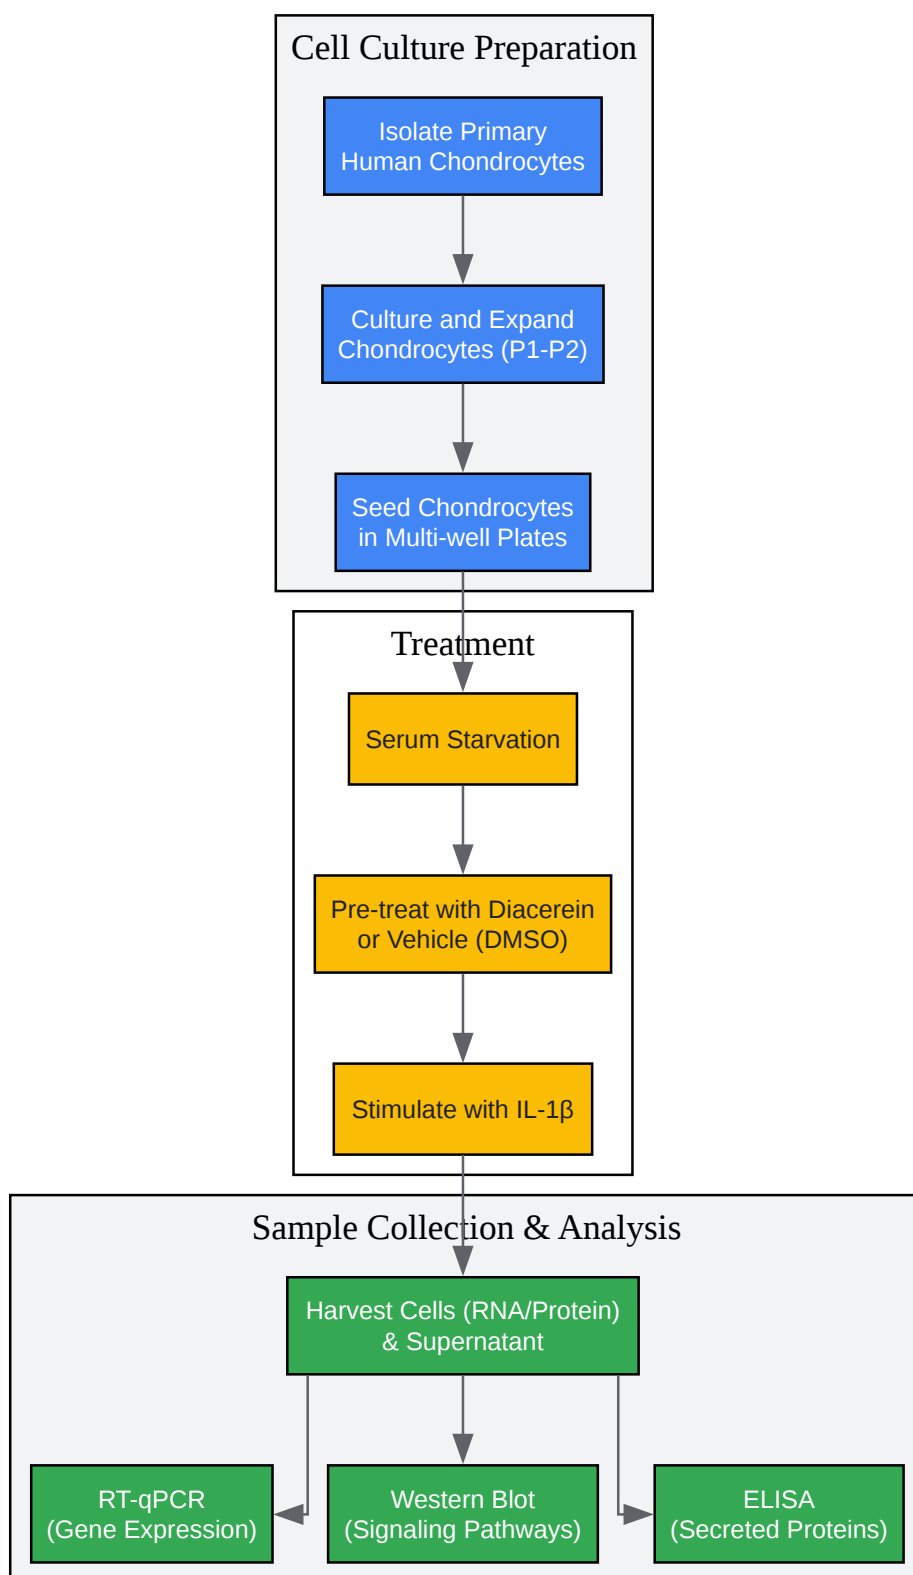 Cell Culture Preparation
Isolate Primary
Human Chondrocytes
Culture and Expand
Chondrocytes (P1-P2)
Seed Chondrocytes
in Multi-well Plates
Treatment
Serum Starvation
Pre-treat with Diacerein
or Vehicle (DMSO)
Stimulate with IL-1β
Sample Collection & Analysis
Harvest Cells (RNA/Protein)
& Supernatant
RT-qPCR
(Gene Expression)
Western Blot
(Signaling Pathways)
ELISA
(Secreted Proteins)